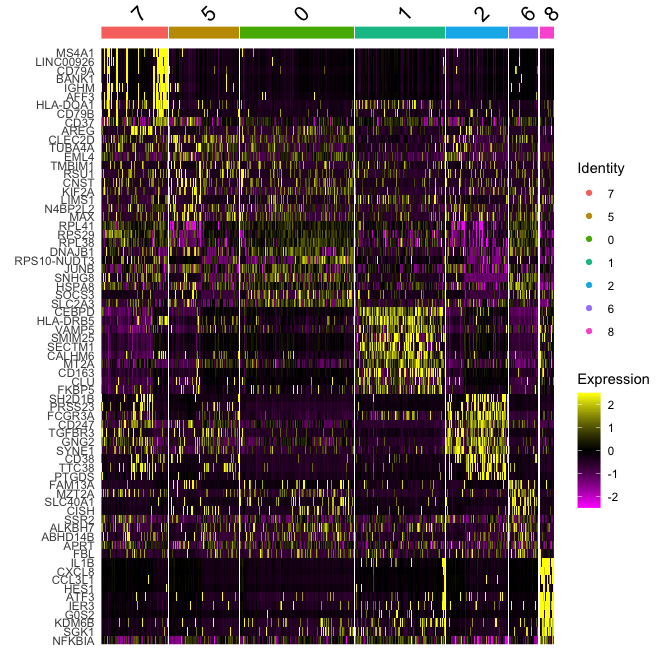 7 5 0 1 2 6 8
MS4A1
LINC00926
CD79A
BANK1
IGHM
AFF3
HLA-DQA1
CD79B
CD37
AREG
CLEC2D
TUBA4A
EML4
TMBIM1
RSU1
CNST
KIF2A
LIMS1
N4BP2L2
MAX
RPL41
RPS29
RPL38
DNAJB1
RPS10-NUDT3
JUNB
SNHG8
HSPA8
SOCS3
SLC2A3
CEBPD
HLA-DRB5
VAMP5
SMIM25
SECTM1
CALHM6
MT2A
CD163
CLU
FKBP5
SH2D1B
PRSS23
FCGR3A
CD247
TGFBR3
GNG2
SYNE1
CD38
TTC38
PTGDS
FAM13A
MZT2A
SLC40A1
CISH
SSR2
ALKBH7
ABHD14B
APRT
FBL
IL1B
CXCL8
CCL3L1
HES1
ATF3
IER3
G0S2
KDM6B
SGK1
NFKBIA
Identity
7
5
0
1
2
6
8
Expression
2
1
0
-1
-2